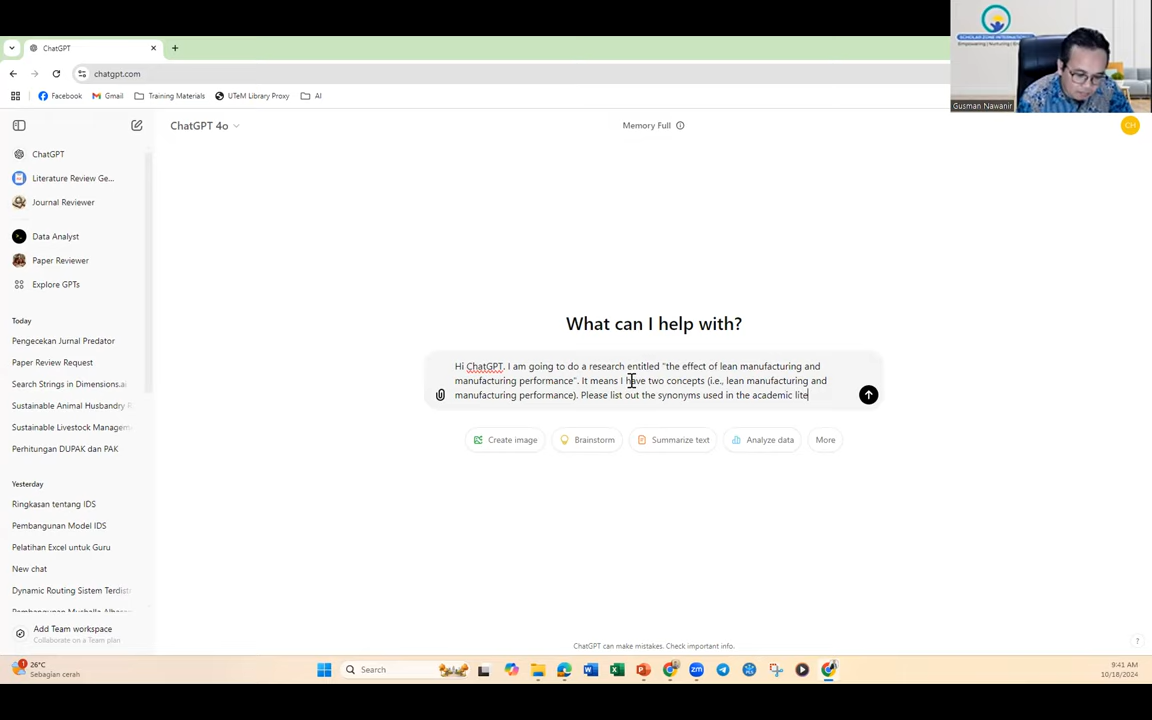 ChatGPT
chatgpt.com
Facebook
Gmail
Training Materials
UTeM Library Proxy
AI
SCHOLAR ZONE INTERNATIONAL
Gusman Nawanir
ChatGPT 4o
Memory Full
CH
ChatGPT
Literature Review Ge...
Journal Reviewer
Data Analyst
Paper Reviewer
Explore GPTs
Today
Pengecekan Jurnal Predator
Paper Review Request
Search Strings in Dimensions.ai
Sustainable Animal Husbandry R
Sustainable Livestock Managem
Perhitungan DUPAK dan PAK
Yesterday
Ringkasan tentang IDS
Pembangunan Model IDS
Pelatihan Excel untuk Guru
New chat
Dynamic Routing Sistem Terdist
Add Team workspace
Collaborate on a Team plan
What can I help with?
Hi ChatGPT. I am going to do a research entitled "the effect of lean manufacturing and
manufacturing performance". It means I have two concepts (i.e., lean manufacturing and
manufacturing performance). Please list out the synonyms used in the academic lite
Create image
Brainstorm
Summarize text
Analyze data
More
ChatGPT can make mistakes. Check important info.
?
1
26°C
Sebagian cerah
Search
9:41 AM
10/18/2024